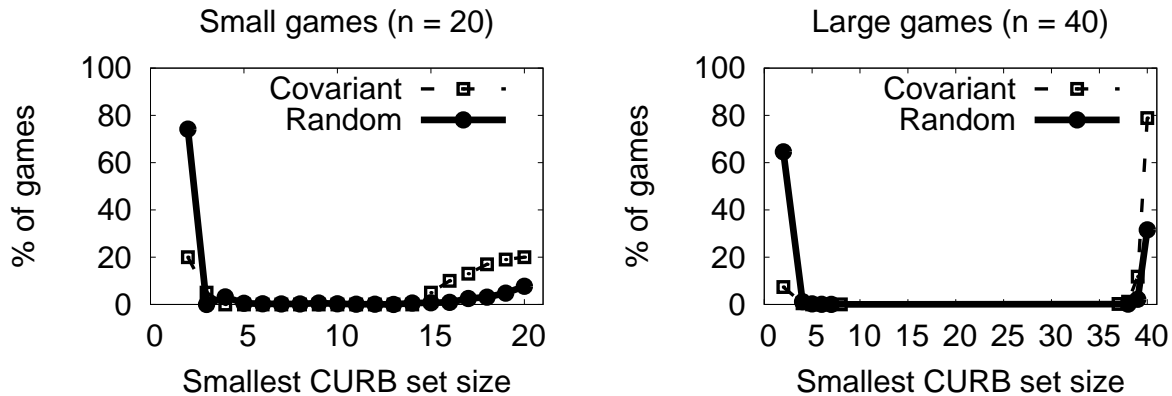 Small games (n = 20)
% of games
100
80
60
40
20
0
Covariant
Random
0 5 10 15 20
Smallest CURB set size
Large games (n = 40)
% of games
100
80
60
40
20
0
Covariant
Random
0 5 10 15 20 25 30 35 40
Smallest CURB set size